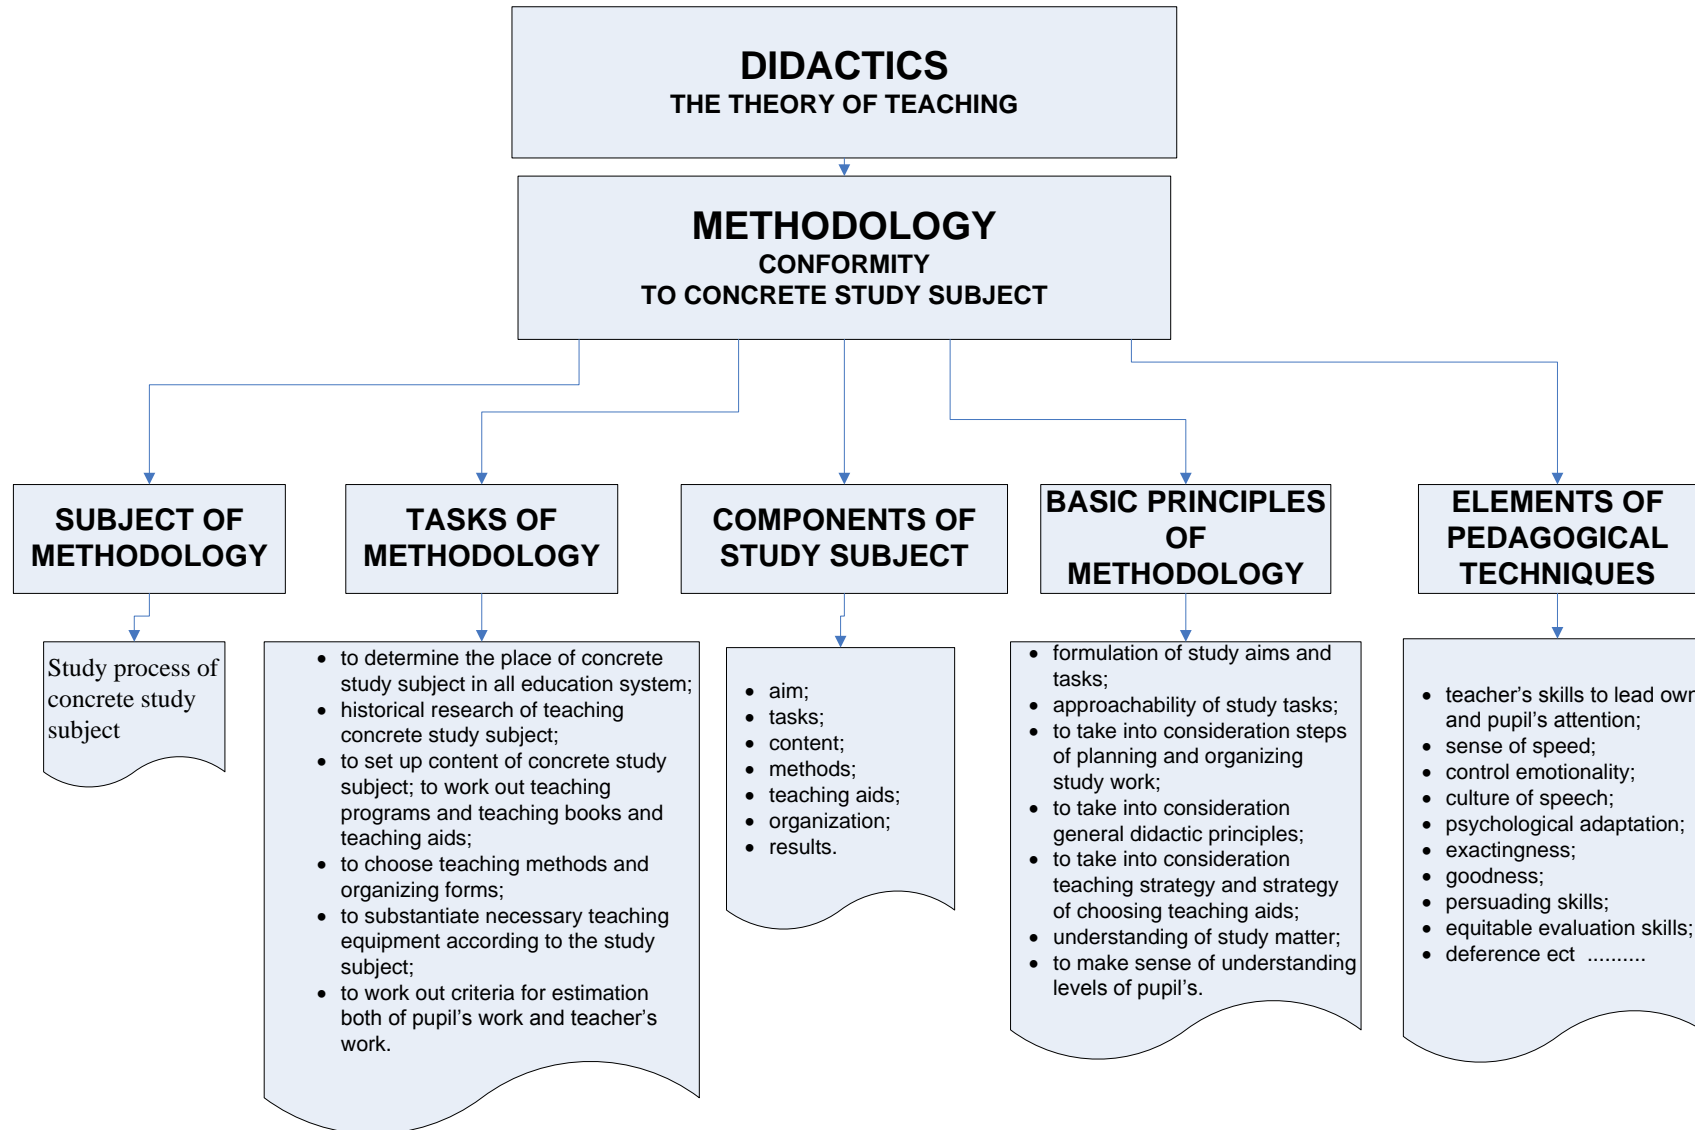 DIDACTICS
THE THEORY OF TEACHING
METHODOLOGY
CONFORMITY
TO CONCRETE STUDY SUBJECT
SUBJECT OF
METHODOLOGY
TASKS OF
METHODOLOGY
COMPONENTS OF
STUDY SUBJECT
BASIC PRINCIPLES
OF
METHODOLOGY
ELEMENTS OF
PEDAGOGICAL
TECHNIQUES
Study process of
concrete study
subject
• to determine the place of concrete
study subject in all education system;
• historical research of teaching
concrete study subject;
• to set up content of concrete study
subject; to work out teaching
programs and teaching books and
teaching aids;
• to choose teaching methods and
organizing forms;
• to substantiate necessary teaching
equipment according to the study
subject;
• to work out criteria for estimation
both of pupil's work and teacher's
work.
• aim;
• tasks;
• content;
• methods;
• teaching aids;
• organization;
• results.
• formulation of study aims and
tasks;
• approachability of study tasks;
• to take into consideration steps
of planning and organizing
study work;
• to take into consideration
general didactic principles;
• to take into consideration
teaching strategy and strategy
of choosing teaching aids;
• understanding of study matter;
• to make sense of understanding
levels of pupil's.
• teacher's skills to lead own
and pupil's attention;
• sense of speed;
• control emotionality;
• culture of speech;
• psychological adaptation;
• exactingness;
• goodness;
• persuading skills;
• equitable evaluation skills;
• deference ect ..........